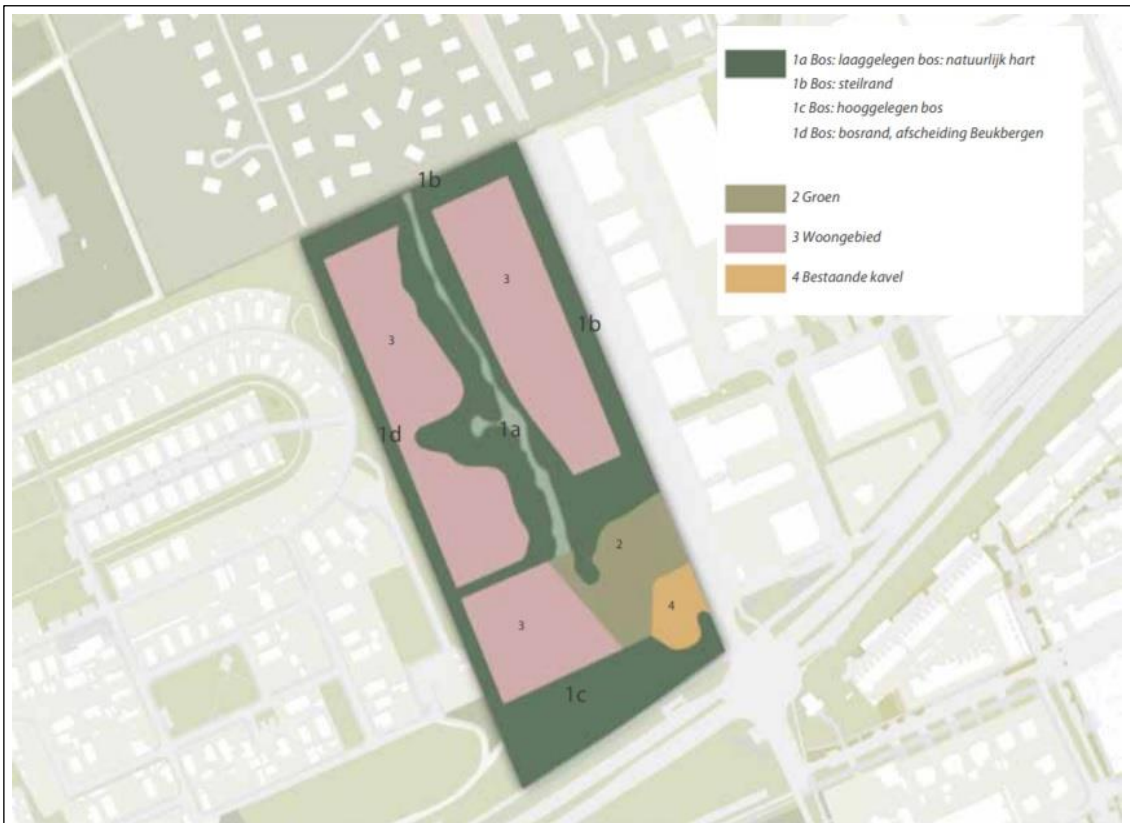 1a Bos: laaggelegen bos: natuurlijk hart
1b Bos: steilrand
1c Bos: hooggelegen bos
1d Bos: bosrand, afscheiding Beukbergen
2 Groen
3 Woongebied
4 Bestaande kavel
1b
3
3
1b
1d
1a
2
4
3
1c